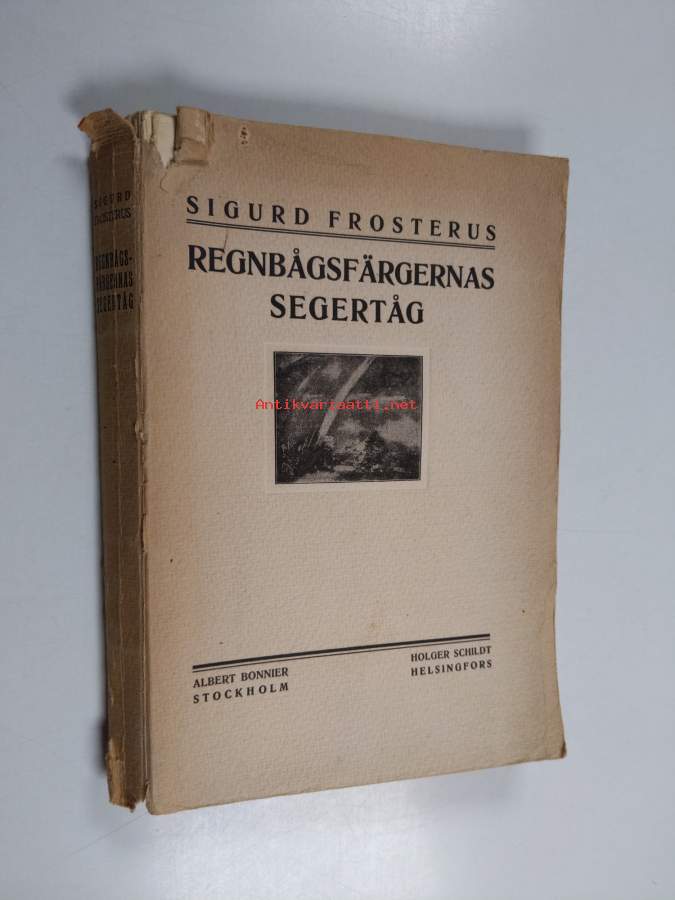 SIGURD
FROSTERUS
REGNBÅGS-
FÄRGERNAS
SEGERTÅG
SIGURD FROSTERUS
REGNBÅGSFÄRGERNAS
SEGERTÅG
Antikvariaatti.net
ALBERT BONNIER
STOCKHOLM
HOLGER SCHILDT
HELSINGFORS